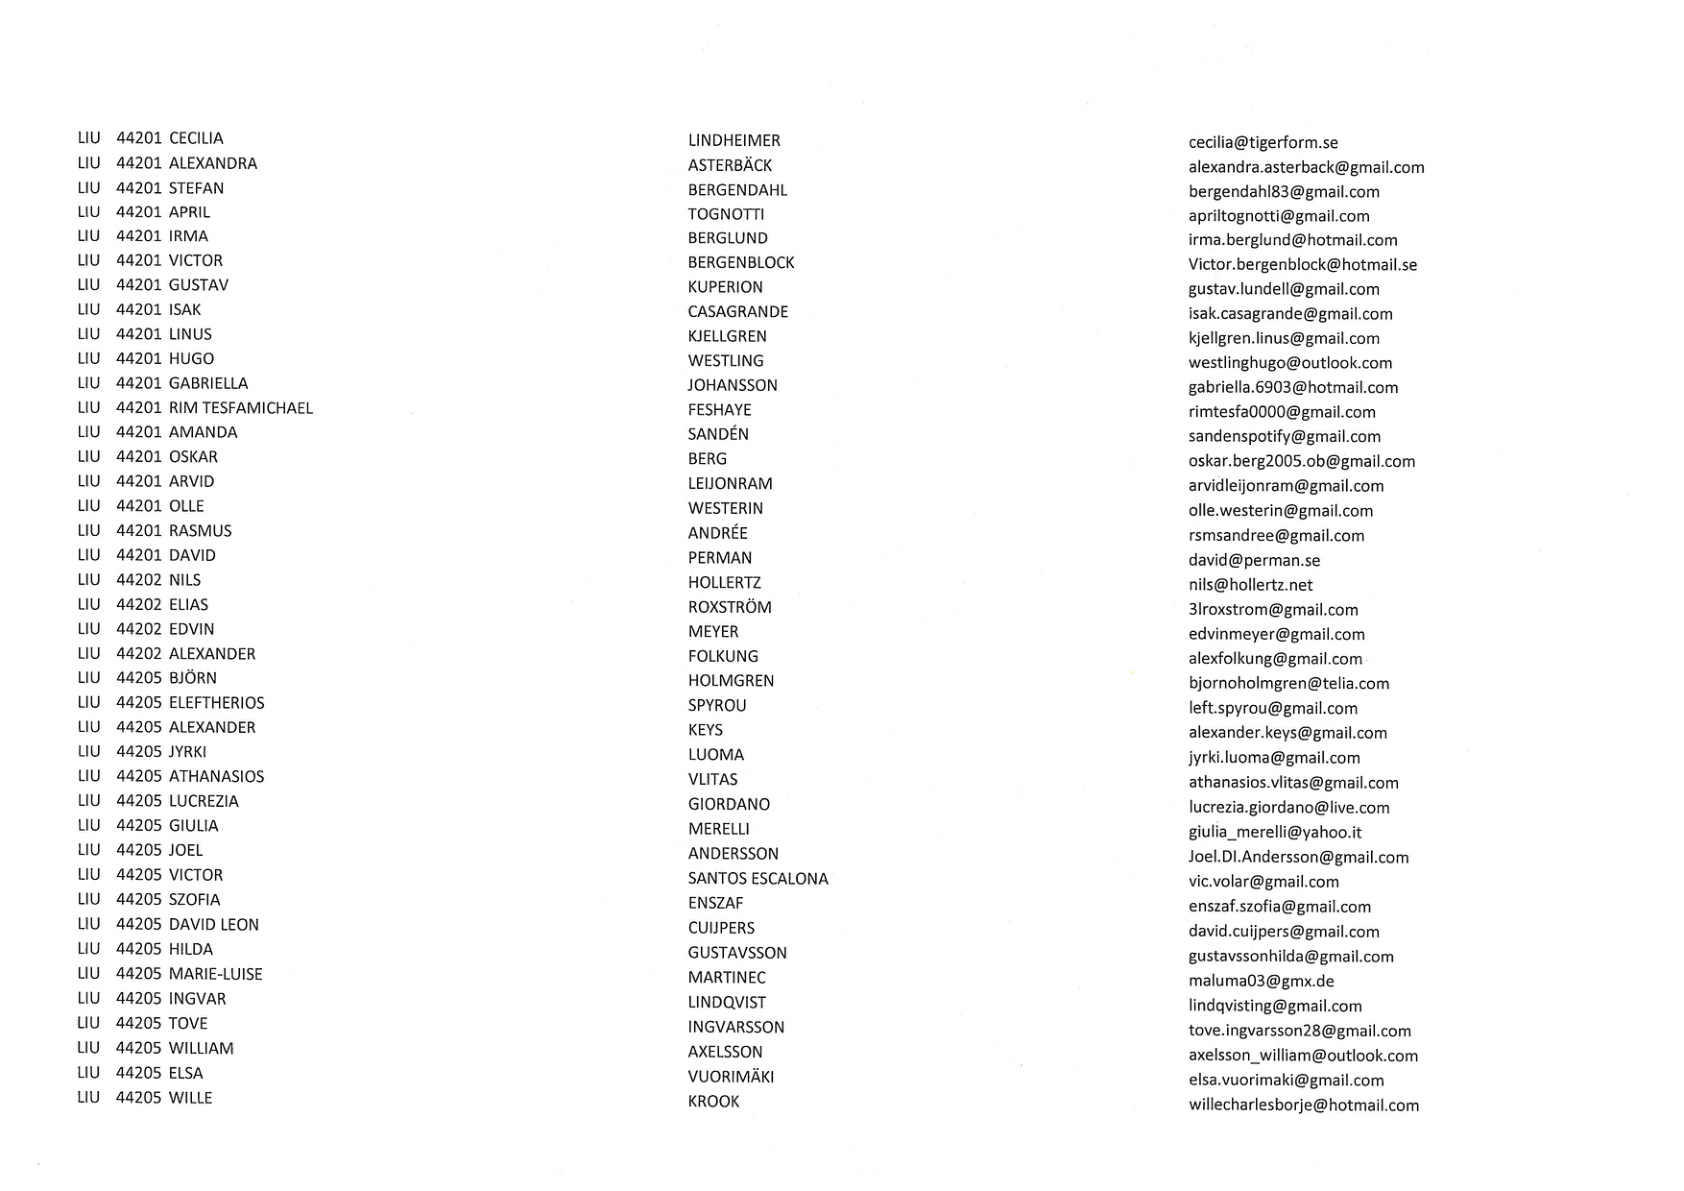 LIU 44201 CECILIA LINDHEIMER cecilia@tigerform.se
LIU 44201 ALEXANDRA ASTERBÄCK alexandra.asterback@gmail.com
LIU 44201 STEFAN BERGENDAHL bergendahl83@gmail.com
LIU 44201 APRIL TOGNOTTI apriltognotti@gmail.com
LIU 44201 IRMA BERGLUND irma.berglund@hotmail.com
LIU 44201 VICTOR BERGENBLOCK Victor.bergenblock@hotmail.se
LIU 44201 GUSTAV KUPERION gustav.lundell@gmail.com
LIU 44201 ISAK CASAGRANDE isak.casagrande@gmail.com
LIU 44201 LINUS KJELLGREN kjellgren.linus@gmail.com
LIU 44201 HUGO WESTLING westlinghugo@outlook.com
LIU 44201 GABRIELLA JOHANSSON gabriella.6903@hotmail.com
LIU 44201 RIM TESFAMICHAEL FESHAYE rimtesfa0000@gmail.com
LIU 44201 AMANDA SANDÉN sandenspotify@gmail.com
LIU 44201 OSKAR BERG oskar.berg2005.ob@gmail.com
LIU 44201 ARVID LEIJONRAM arvidleijonram@gmail.com
LIU 44201 OLLE WESTERIN olle.westerin@gmail.com
LIU 44201 RASMUS ANDRÉE rsmsandree@gmail.com
LIU 44201 DAVID PERMAN david@perman.se
LIU 44202 NILS HOLLERTZ nils@hollertz.net
LIU 44202 ELIAS ROXSTRÖM 3lroxstrom@gmail.com
LIU 44202 EDVIN MEYER edvinmeyer@gmail.com
LIU 44202 ALEXANDER FOLKUNG alexfolkung@gmail.com
LIU 44205 BJÖRN HOLMGREN bjornoholmgren@telia.com
LIU 44205 ELEFTHERIOS SPYROU left.spyrou@gmail.com
LIU 44205 ALEXANDER KEYS alexander.keys@gmail.com
LIU 44205 JYRKI LUOMA jyrki.luoma@gmail.com
LIU 44205 ATHANASIOS VLITAS athanasios.vlitas@gmail.com
LIU 44205 LUCREZIA GIORDANO lucrezia.giordano@live.com
LIU 44205 GIULIA MERELLI giulia_merelli@yahoo.it
LIU 44205 JOEL ANDERSSON Joel.DI.Andersson@gmail.com
LIU 44205 VICTOR SANTOS ESCALONA vic.volar@gmail.com
LIU 44205 SZOFIA ENSZAF enszaf.szofia@gmail.com
LIU 44205 DAVID LEON CUIJPERS david.cuijpers@gmail.com
LIU 44205 HILDA GUSTAVSSON gustavssonhilda@gmail.com
LIU 44205 MARIE-LUISE MARTINEC maluma03@gmx.de
LIU 44205 INGVAR LINDQVIST lindqvisting@gmail.com
LIU 44205 TOVE INGVARSSON tove.ingvarsson28@gmail.com
LIU 44205 WILLIAM AXELSSON axelsson_william@outlook.com
LIU 44205 ELSA VUORIMÄKI elsa.vuorimaki@gmail.com
LIU 44205 WILLE KROOK willecharlesborje@hotmail.com